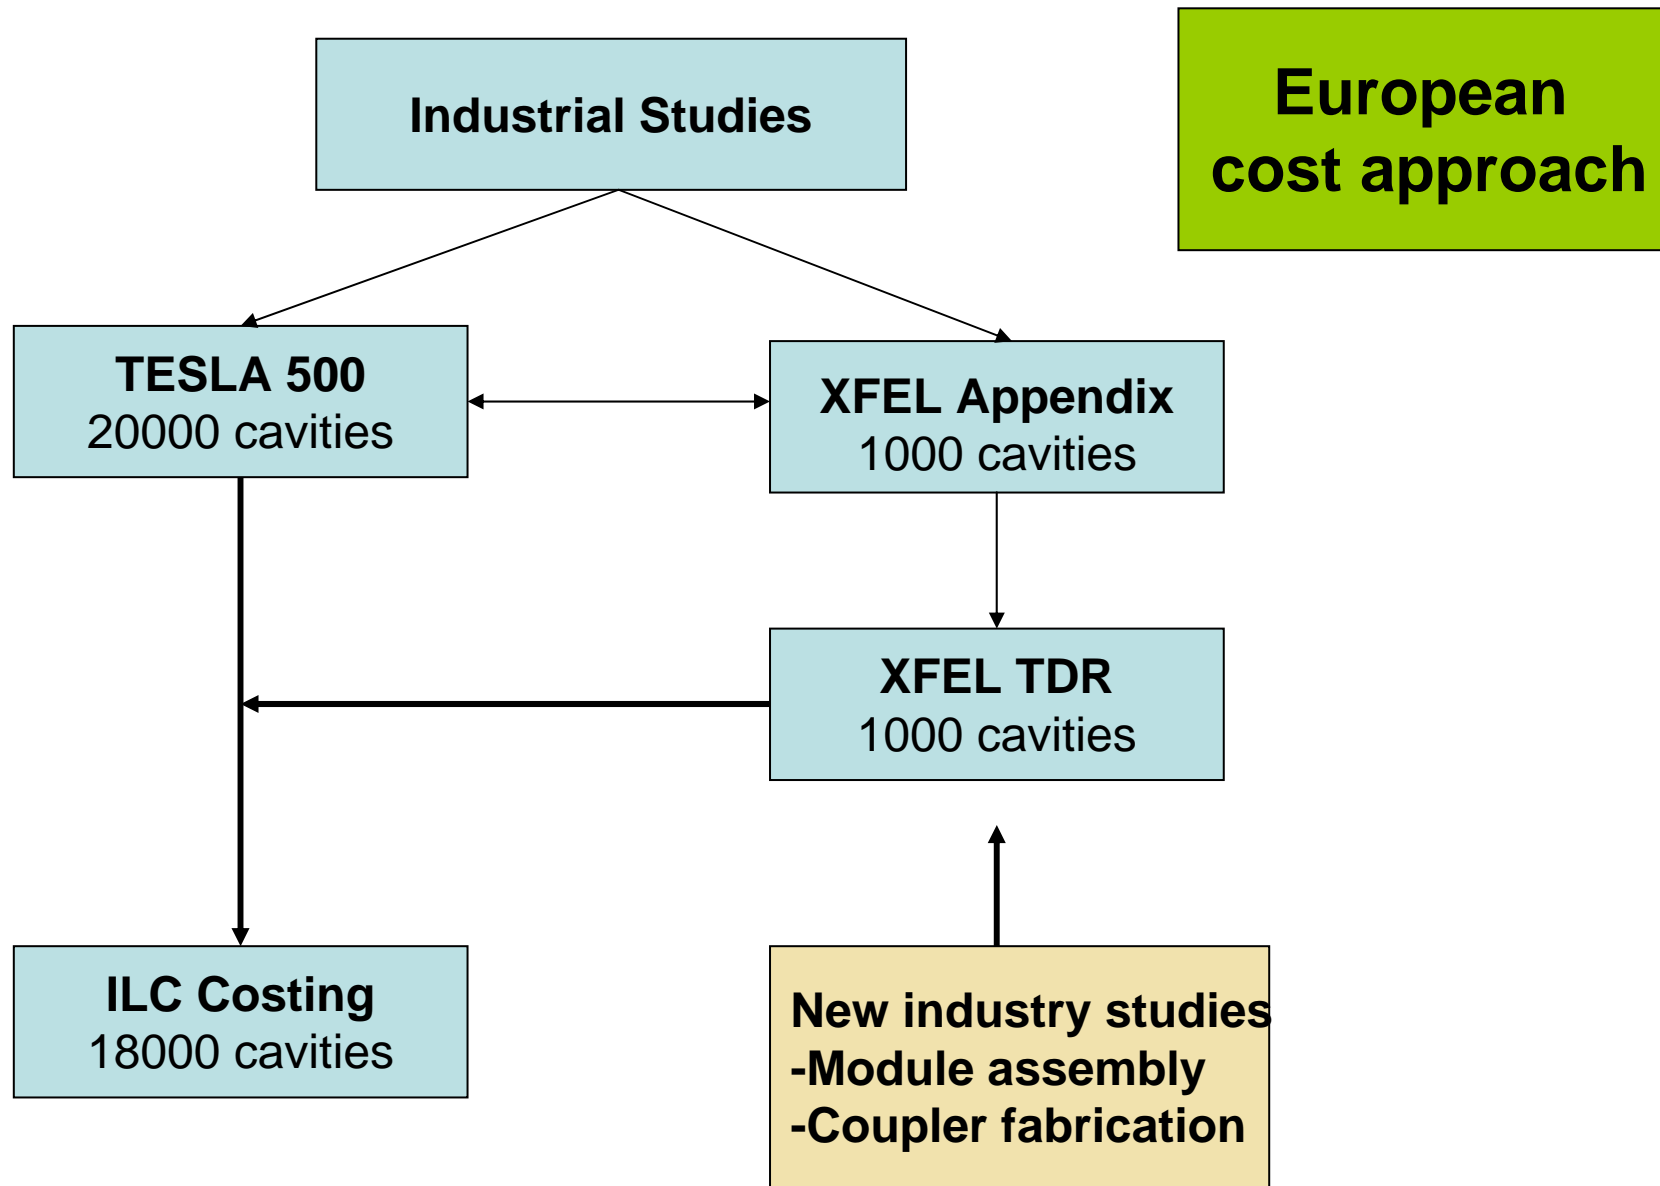 Industrial Studies
European
cost approach
TESLA 500
20000 cavities
XFEL Appendix
1000 cavities
XFEL TDR
1000 cavities
ILC Costing
18000 cavities
New industry studies
-Module assembly
-Coupler fabrication